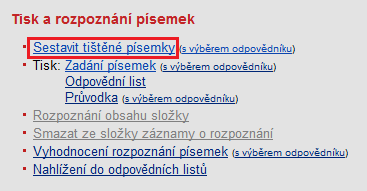 Tisk a rozpoznání písemek
Sestavit tištěné písemky (s výběrem odpovědníku)
Tisk: Zadání písemek (s výběrem odpovědníku)
Odpovědní list
Průvodka (s výběrem odpovědníku)
Rozpoznání obsahu složky
Smazat ze složky záznamy o rozpoznání
Vyhodnocení rozpoznání písemek (s výběrem odpovědníku)
Nahlížení do odpovědních listů